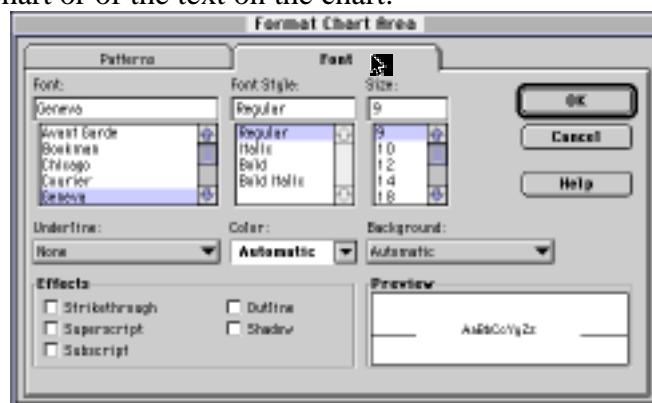 hart or of the text on the chart.
Format Chart Area
Patterns Font
Font: Font Style: Size:
Geneva Regular 9 OK
Avant Garde Regular 9 Cancel
Bookman Italic 10
Chicago Bold 12
Courier Bold Italic 14 Help
Geneva 18
Underline: Color: Background:
None Automatic Automatic
Effects Preview
Strikethrough Outline
Superscript Shadow AaBbCcYyZz
Subscript